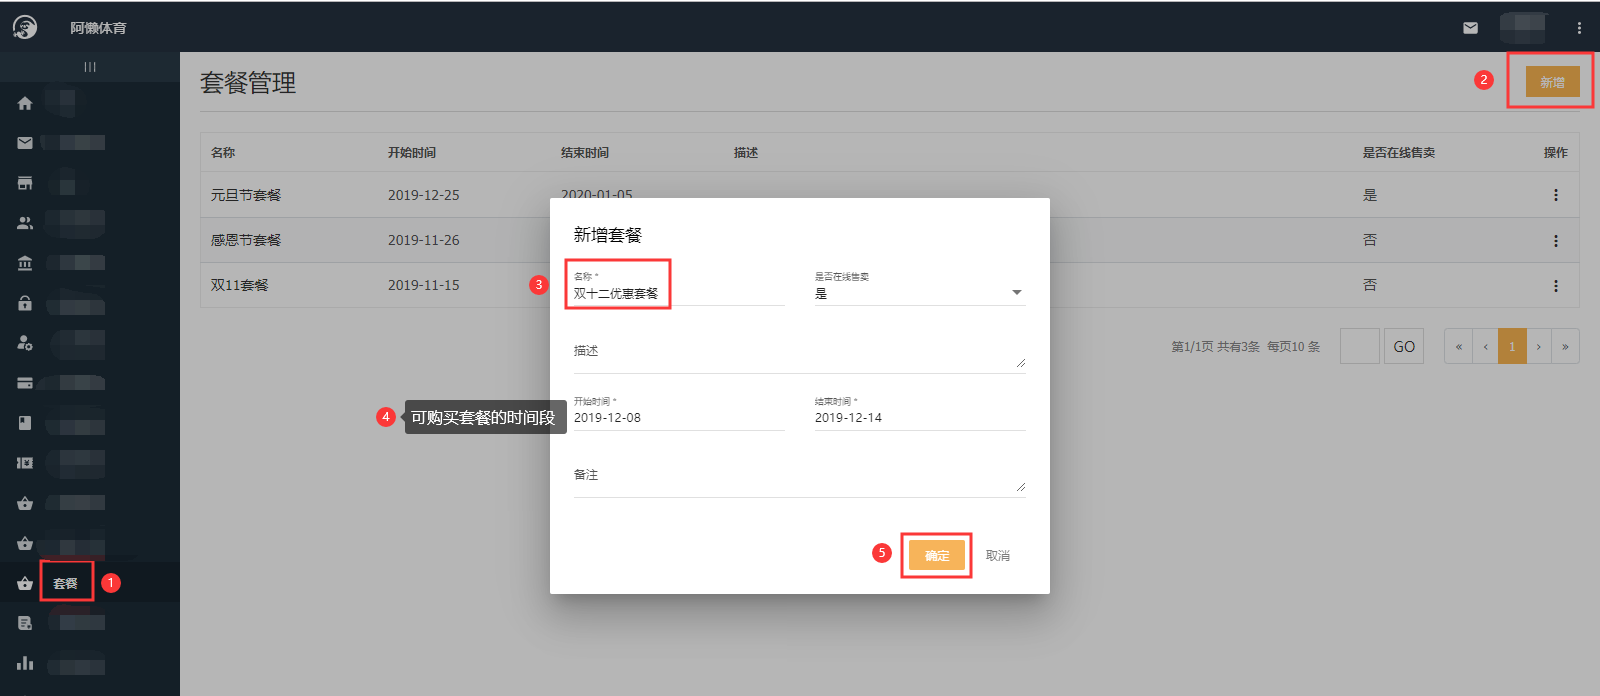 阿懒体育
套餐管理
2
新增
名称 开始时间 结束时间 描述 是否在线售卖 操作
元旦节套餐 2019-12-25 2020-01-05 是
感恩节套餐 2019-11-26 否
双11套餐 2019-11-15 否
第1/1页 共有3条 每页10 条 GO « ‹ 1 › »
新增套餐
3
名称 *
双十二优惠套餐
是否在线售卖
是
描述
4
可购买套餐的时间段
开始时间 *
2019-12-08
结束时间 *
2019-12-14
备注
5
确定
取消
套餐
1